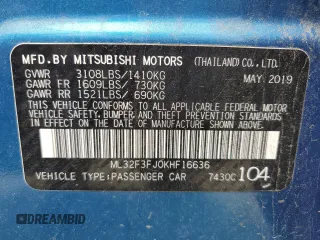 MFD.BY MITSUBISHI MOTORS (THAILAND) CO.,LTD.
GVWR 3108LBS/1410KG MAY.2019
GAWR FR 1609LBS/ 730KG
GAWR RR 1521LBS/ 690KG
THIS VEHICLE CONFORMS TO ALL APPLICABLE FEDERAL MOTOR
VEHICLE SAFETY, BUMPER, AND THEFT PREVENTION STANDARDS
IN EFFECT ON THE DATE OF MANUFACTURE SHOWN ABOVE.
ML32F3FJ0KHF16636
VEHICLE TYPE:PASSENGER CAR 7430C 104
© DREAMBID DREAMBID.COM